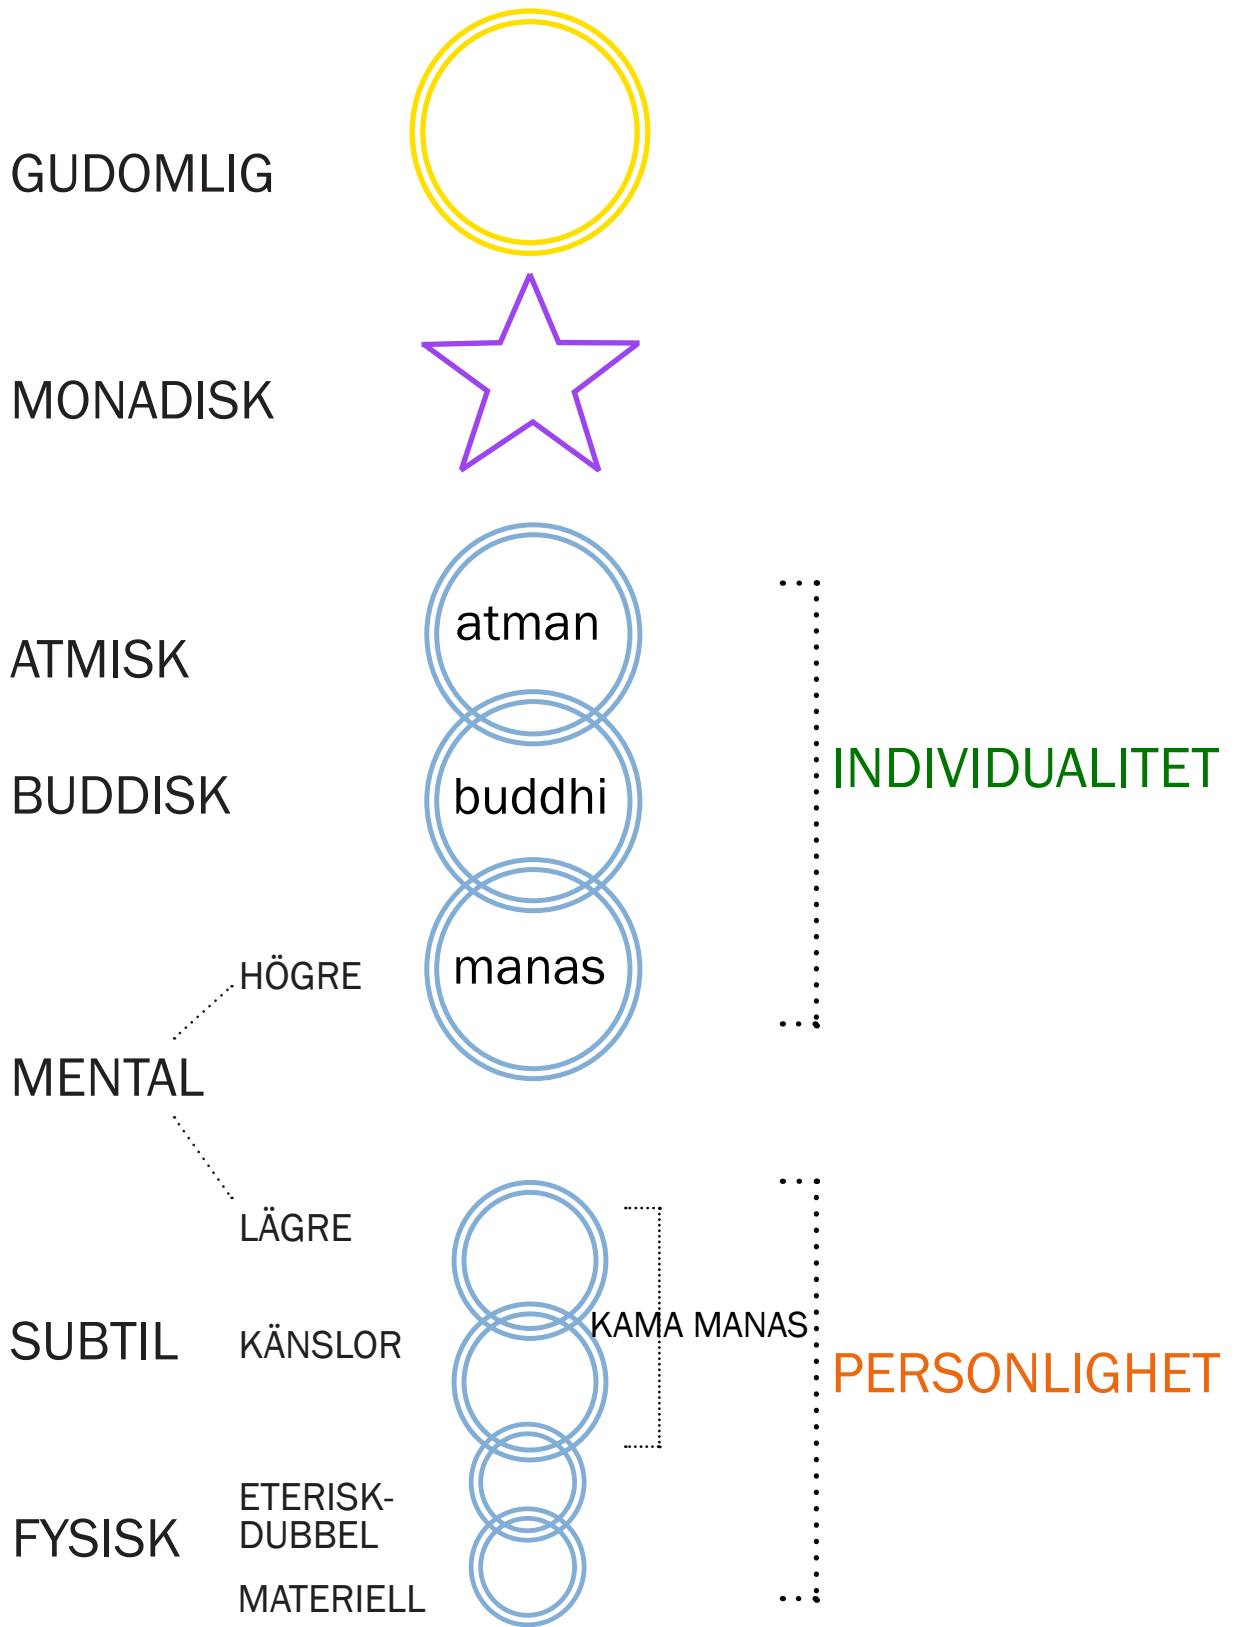 GUDOMLIG
MONADISK
atman
ATMISK
INDIVIDUALITET
BUDDISK
buddhi
manas
HÖGRE
MENTAL
LÄGRE
KAMA MANAS
SUBTIL
KÄNSLOR
PERSONLIGHET
ETERISK-
DUBBEL
FYSISK
MATERIELL